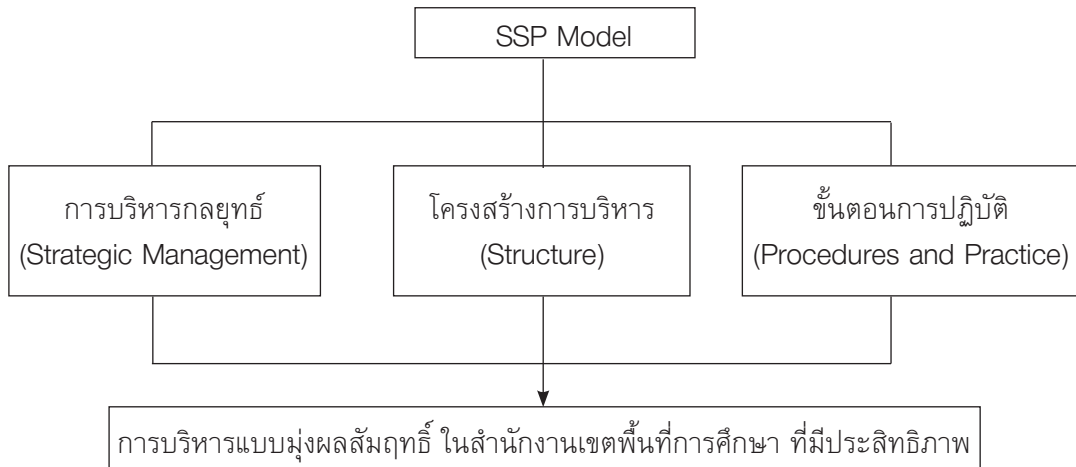 SSP Model
การบริหารกลยุทธ์
(Strategic Management)
โครงสร้างการบริหาร
(Structure)
ขั้นตอนการปฏิบัติ
(Procedures and Practice)
การบริหารแบบมุ่งผลสัมฤทธิ์ ในสำนักงานเขตพื้นที่การศึกษา ที่มีประสิทธิภาพ